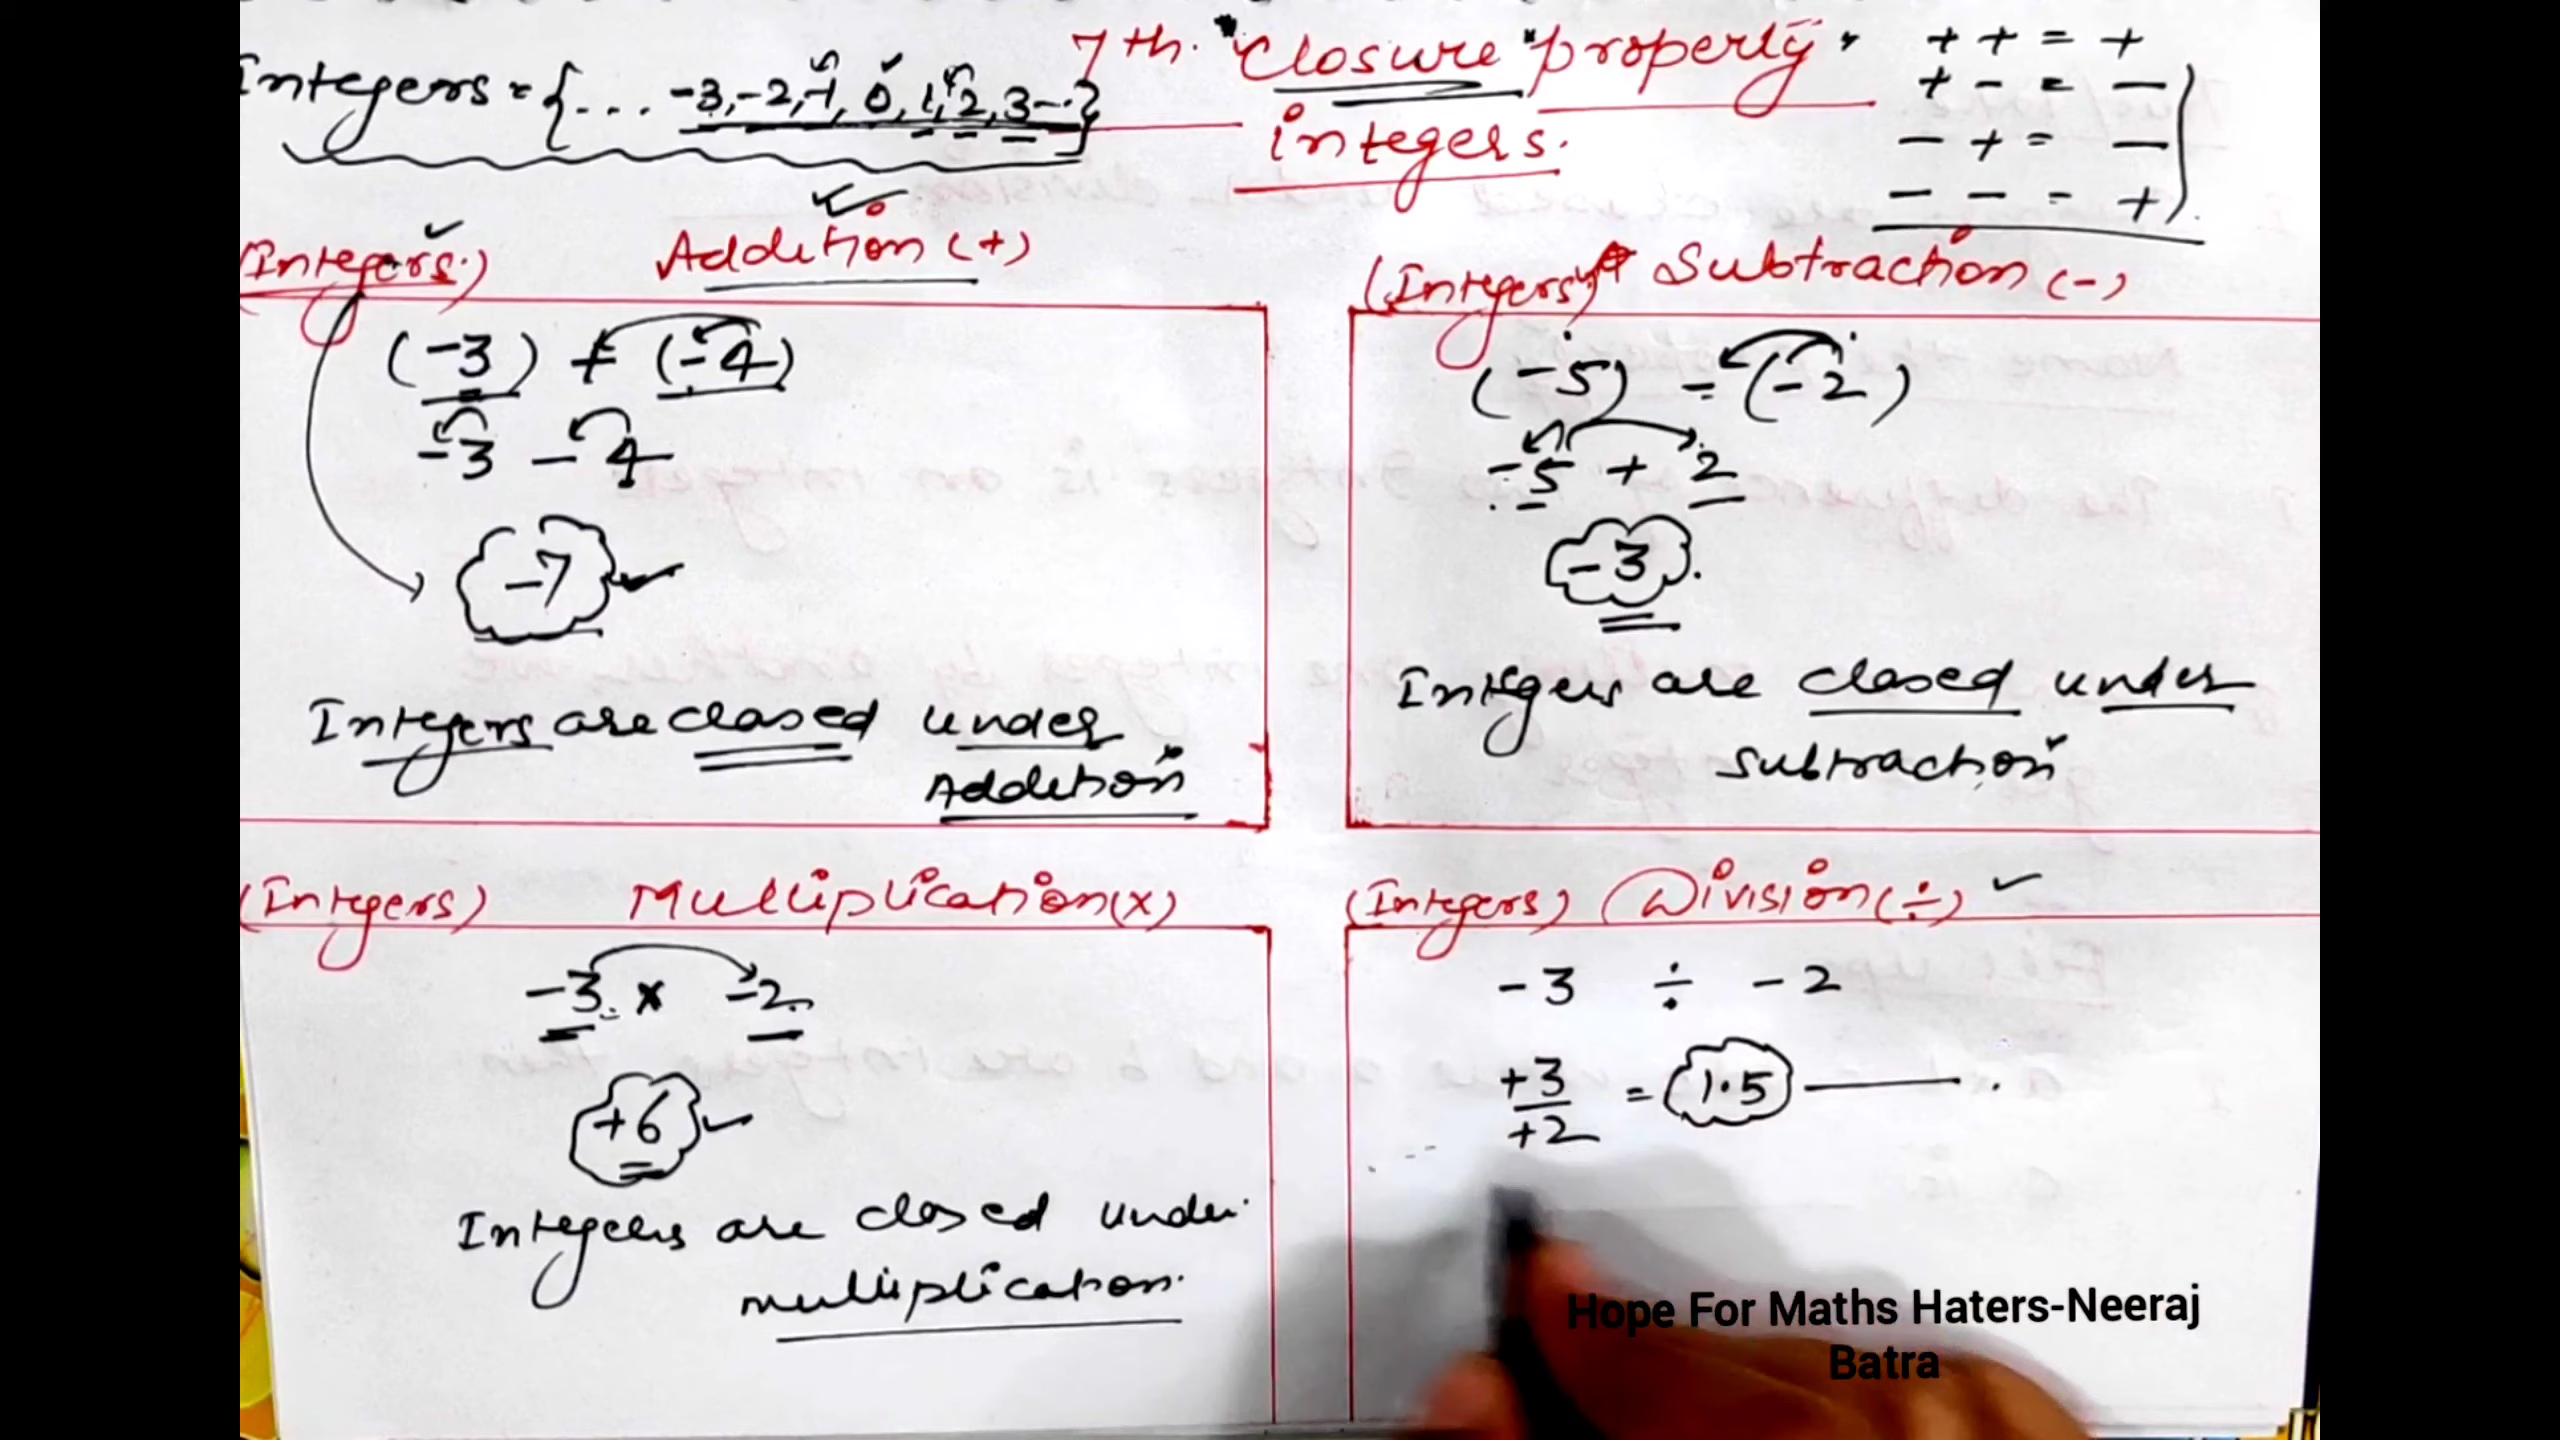 Integers = {... -3, -2, -1, 0, 1, 2, 3 ...}
7th. "Closure" property
integers.
+ + = +
+ - = -
- + = -
- - = +
(Integers) Addition (+)
(-3) + (-4)
-3 - 4
-7
Integers are closed under
Addition
(Integers) Subtraction (-)
(-5) - (-2)
-5 + 2
-3.
Integers are closed under
subtraction
(Integers) Multiplication (x)
-3 x -2
+6
Integers are closed under
multiplication.
(Integers) Division (÷)
-3 ÷ -2
+3
+2
= 1.5
Hope For Maths Haters-Neeraj
Batra